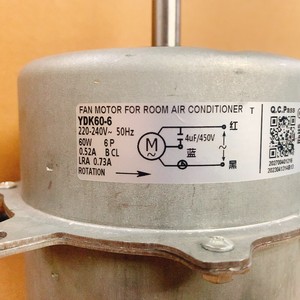 FAN MOTOR FOR ROOM AIR CONDITIONER T
YDK60-6
220-240V~ 50Hz
60W 6P
0.52A B CL
LRA 0.73A
ROTATION
M
4uF/450V
红
蓝
黑
Q.C.Pass